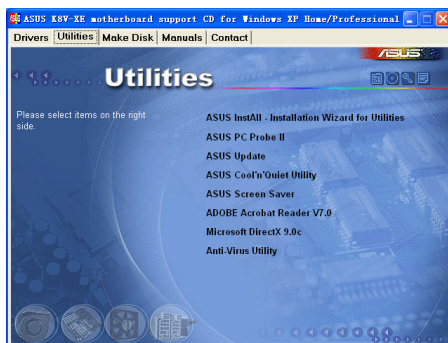 ASUS K8V-XE motherboard support CD for Windows XP Home/Professional
Drivers Utilities Make Disk Manuals Contact
ASUS
Utilities
Please select items on the right
side.
ASUS InstAll - Installation Wizard for Utilities
ASUS PC Probe II
ASUS Update
ASUS Cool'n'Quiet Utility
ASUS Screen Saver
ADOBE Acrobat Reader V7.0
Microsoft DirectX 9.0c
Anti-Virus Utility